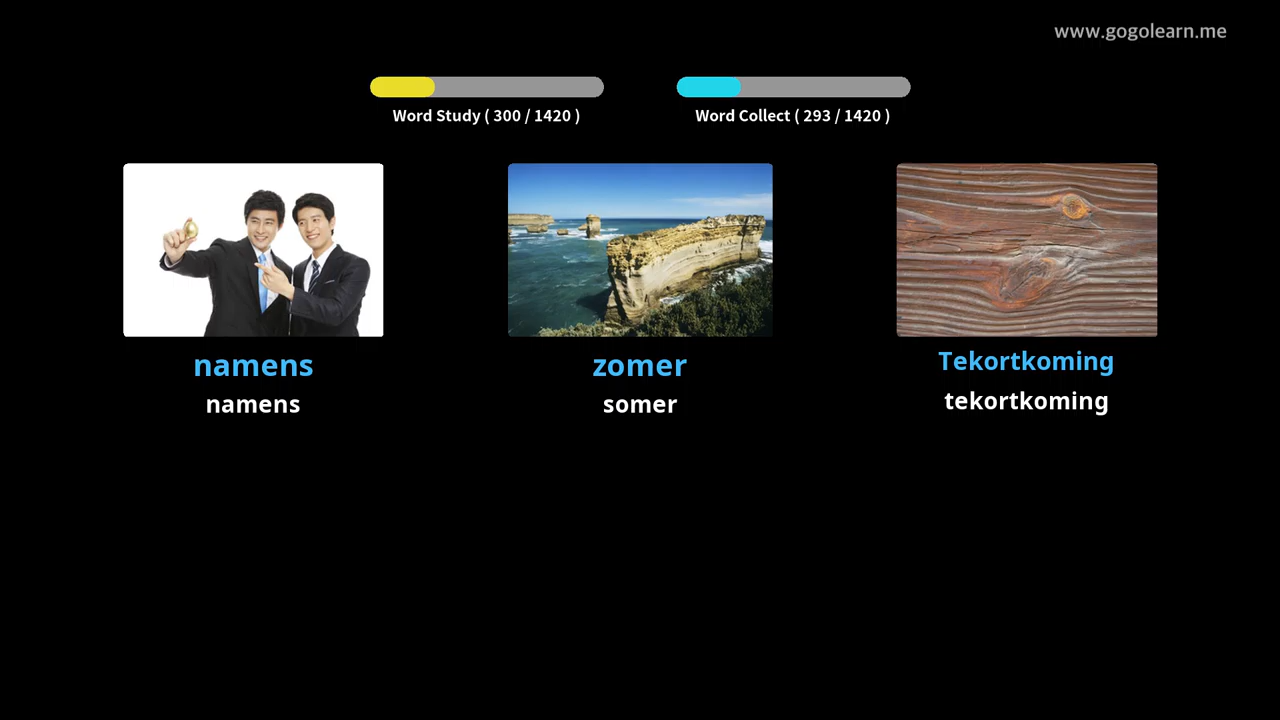 www.gogolearn.me
Word Study ( 300 / 1420 )
Word Collect ( 293 / 1420 )
namens
namens
zomer
somer
Tekortkoming
tekortkoming